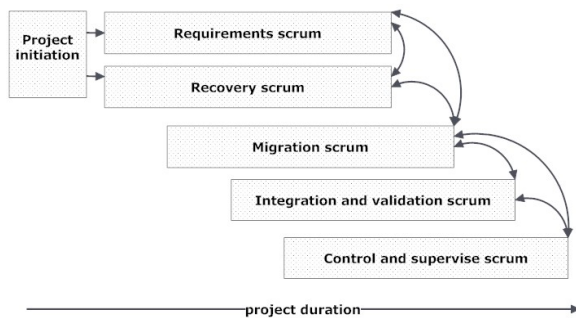 Project
initiation
Requirements scrum
Recovery scrum
Migration scrum
Integration and validation scrum
Control and supervise scrum
project duration